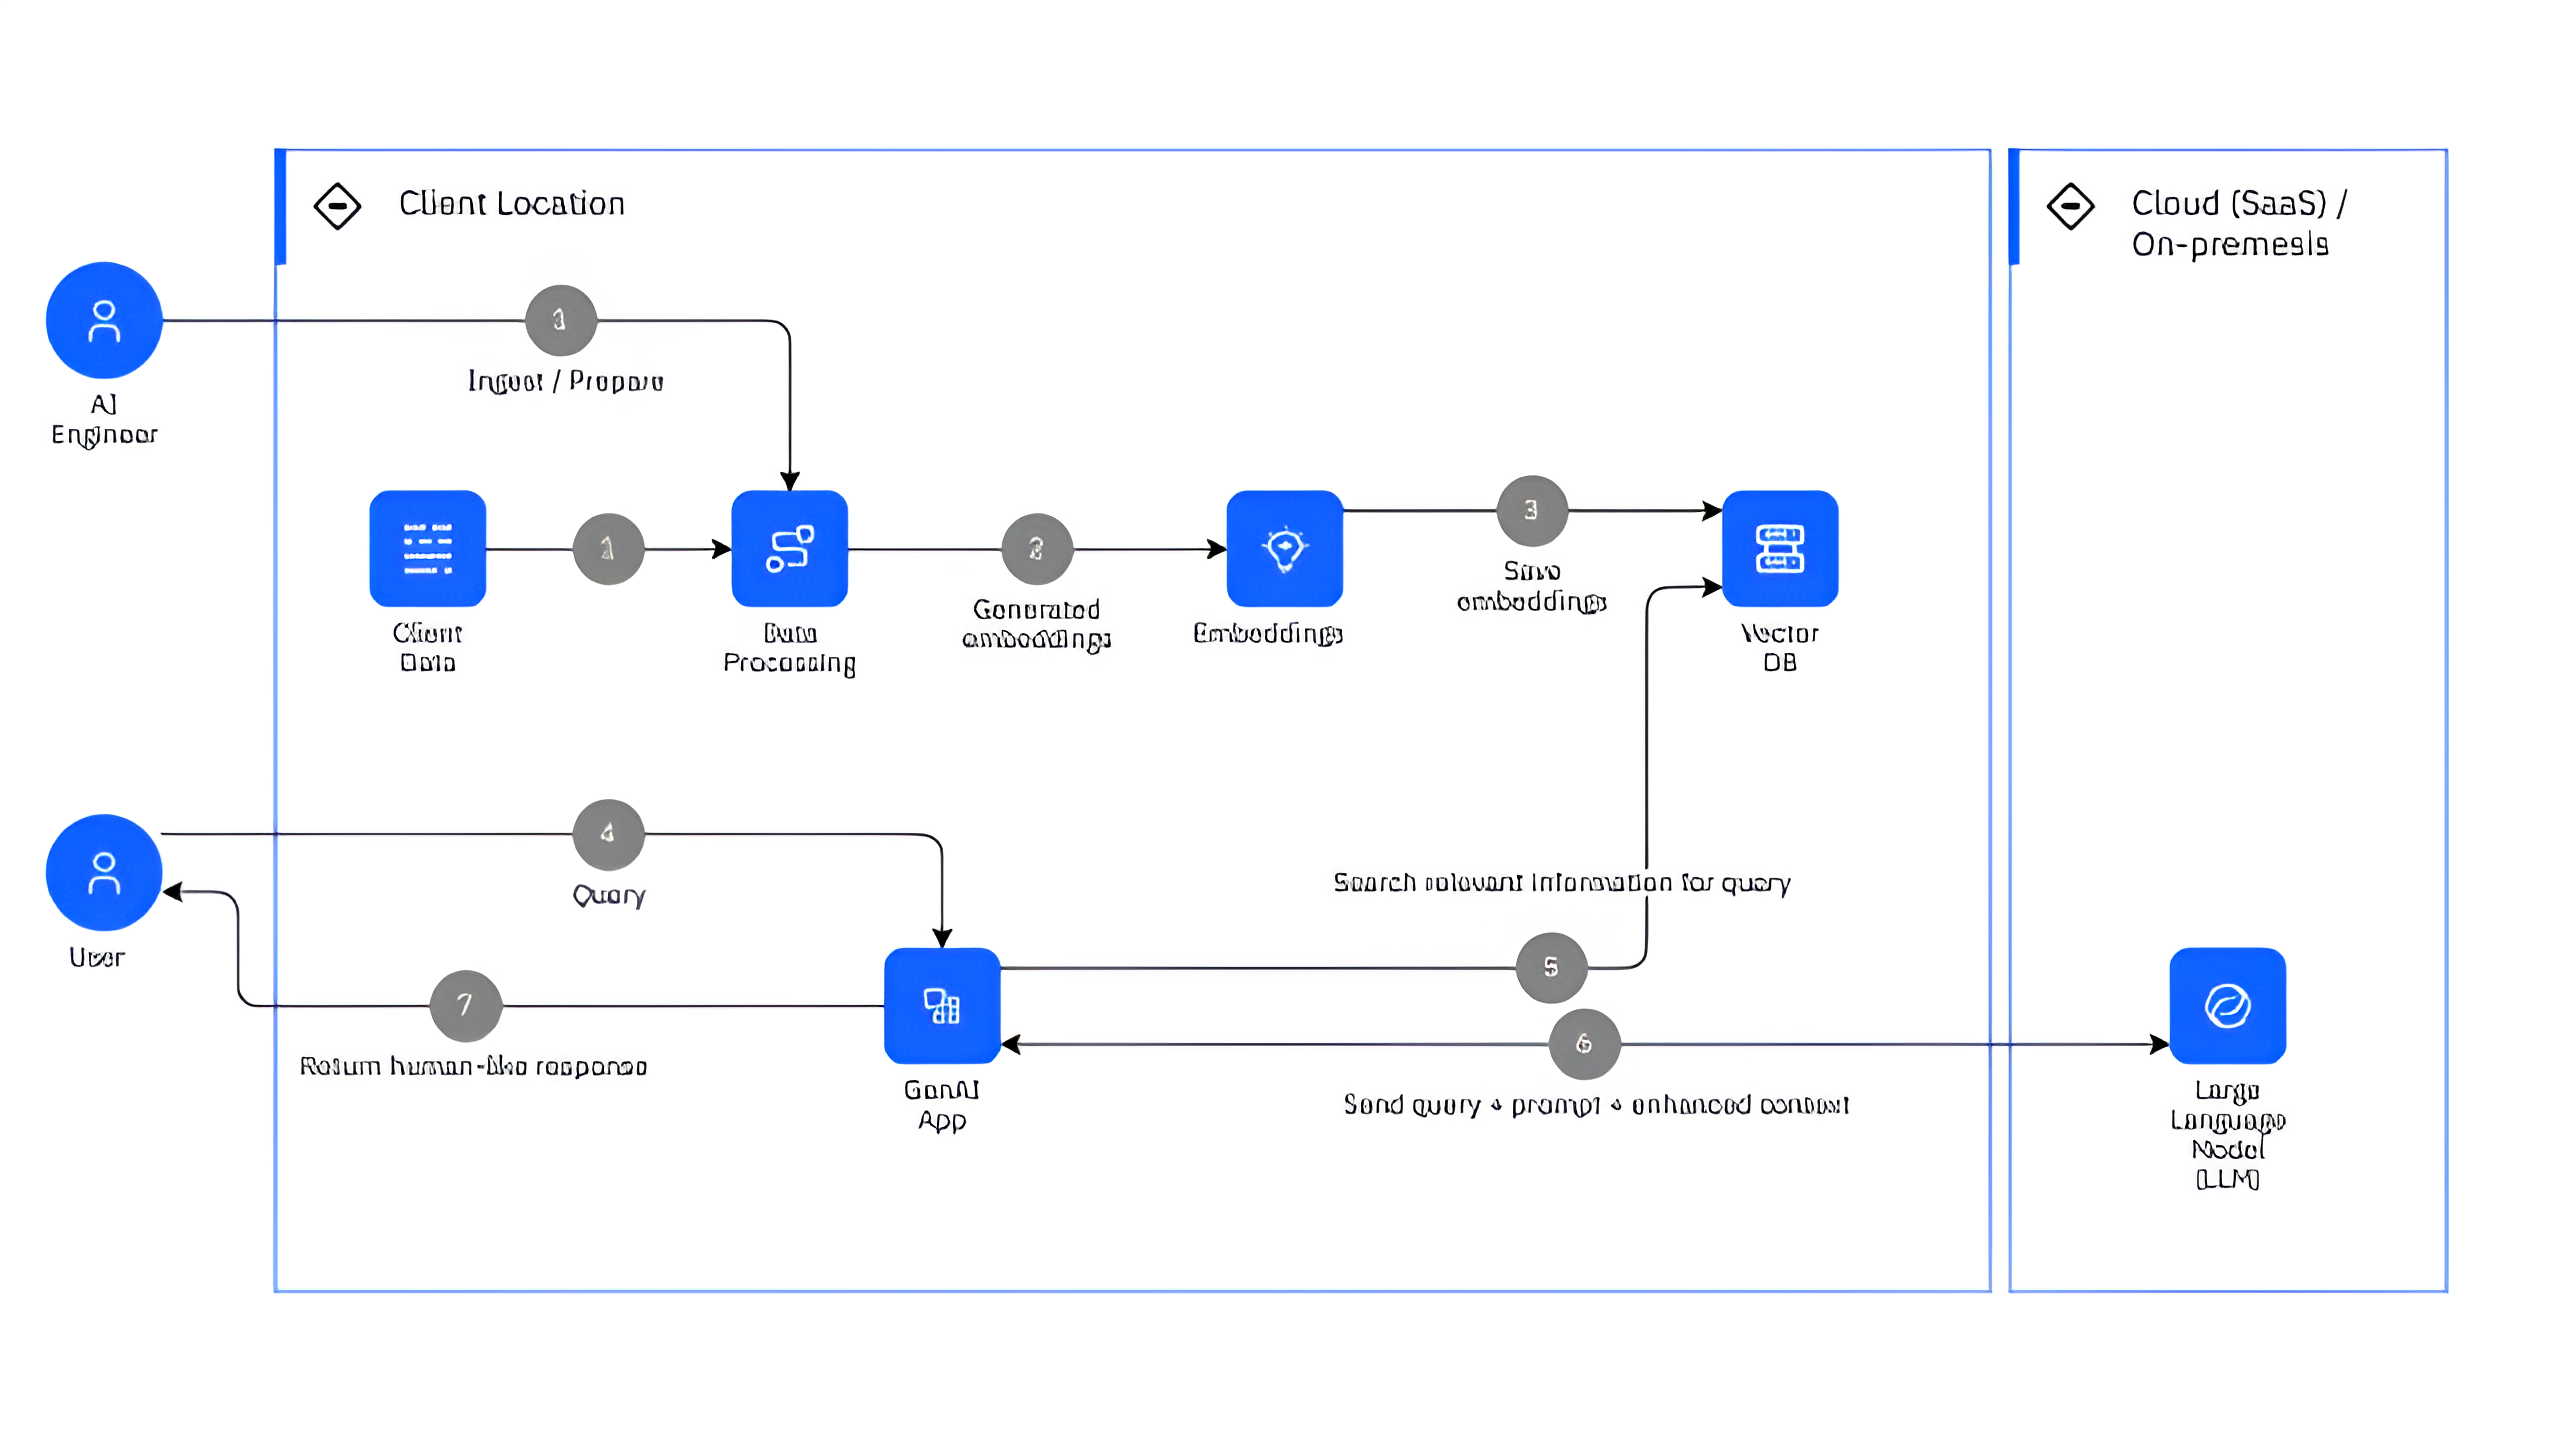 Client Location
Cloud (SaaS) /
On-premesis
1
Ingest / Prepare
AI
Engineer
1
2
3
Client
Data
Data
Processing
Generated
embeddings
Embeddings
Save
embeddings
Vector
DB
4
Query
User
Search relevant information for query
5
7
Return human-like response
6
GenAI
App
Send query + prompt + enhanced context
Large
Language
Model
(LLM)